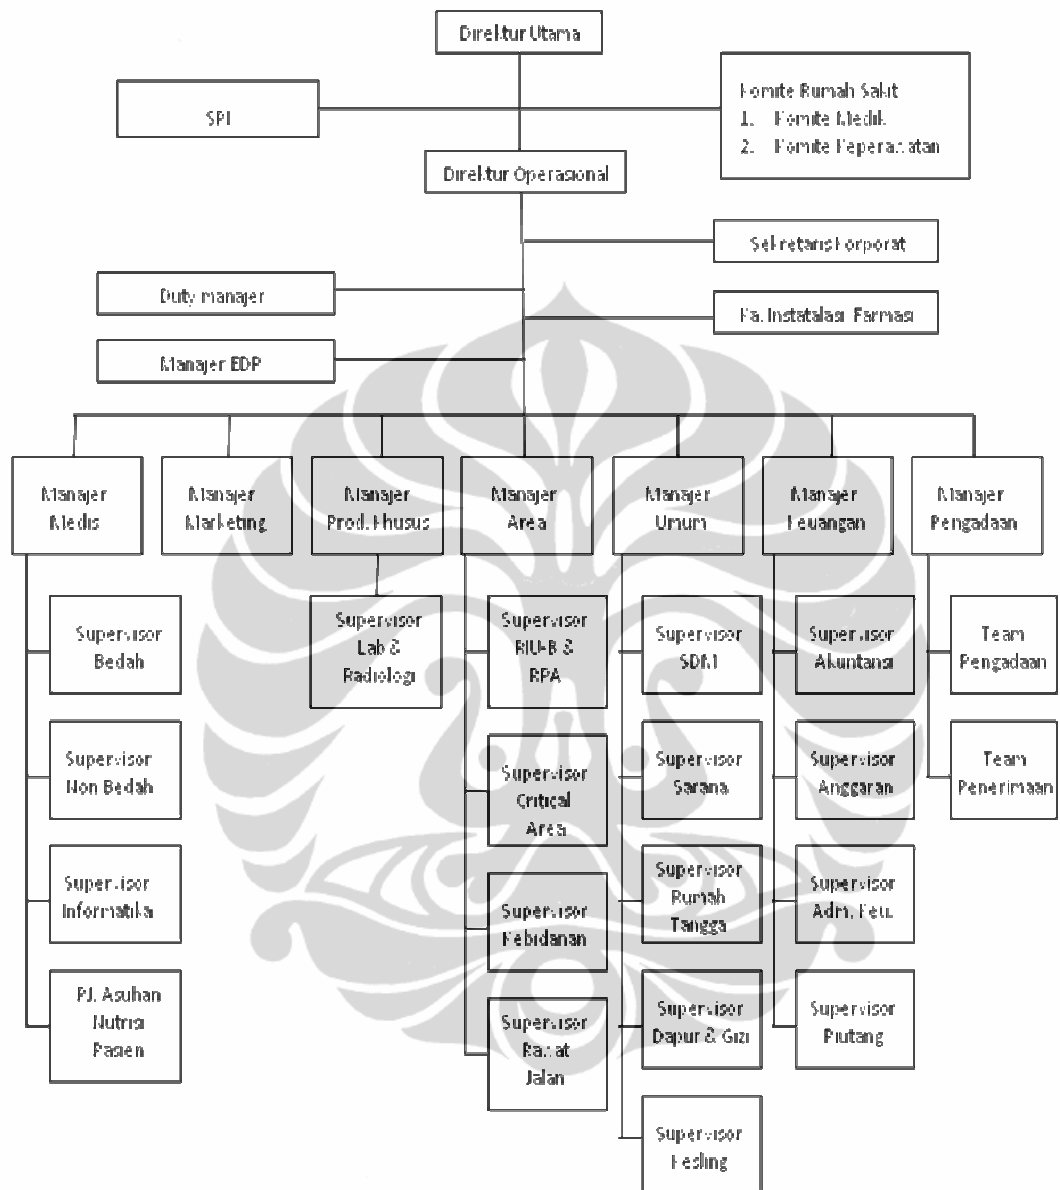 Direktur Utama
SPI
Komite Rumah Sakit
1. Komite Medik
2. Komite Keperawatan
Direktur Operasional
Sekretaris Korporat
Duty manajer
Ka. Instatalasi Farmasi
Manajer EDP
Manajer
Medis
Manajer
Marketing
Manajer
Prod. Khusus
Manajer
Area
Manajer
Umum
Manajer
Keuangan
Manajer
Pengadaan
Supervisor
Bedah
Supervisor
Non Bedah
Supervisor
Informatika
PJ. Asuhan
Nutrisi
Pasien
Supervisor
Lab &
Radiologi
Supervisor
RIU-B &
RPA
Supervisor
Critical
Area
Supervisor
Kebidanan
Supervisor
Rawat
Jalan
Supervisor
SDM
Supervisor
Sarana
Supervisor
Rumah
Tangga
Supervisor
Dapur & Gizi
Supervisor
Kesling
Supervisor
Akuntansi
Supervisor
Anggaran
Supervisor
Adm. Keu.
Supervisor
Piutang
Team
Pengadaan
Team
Penerimaan